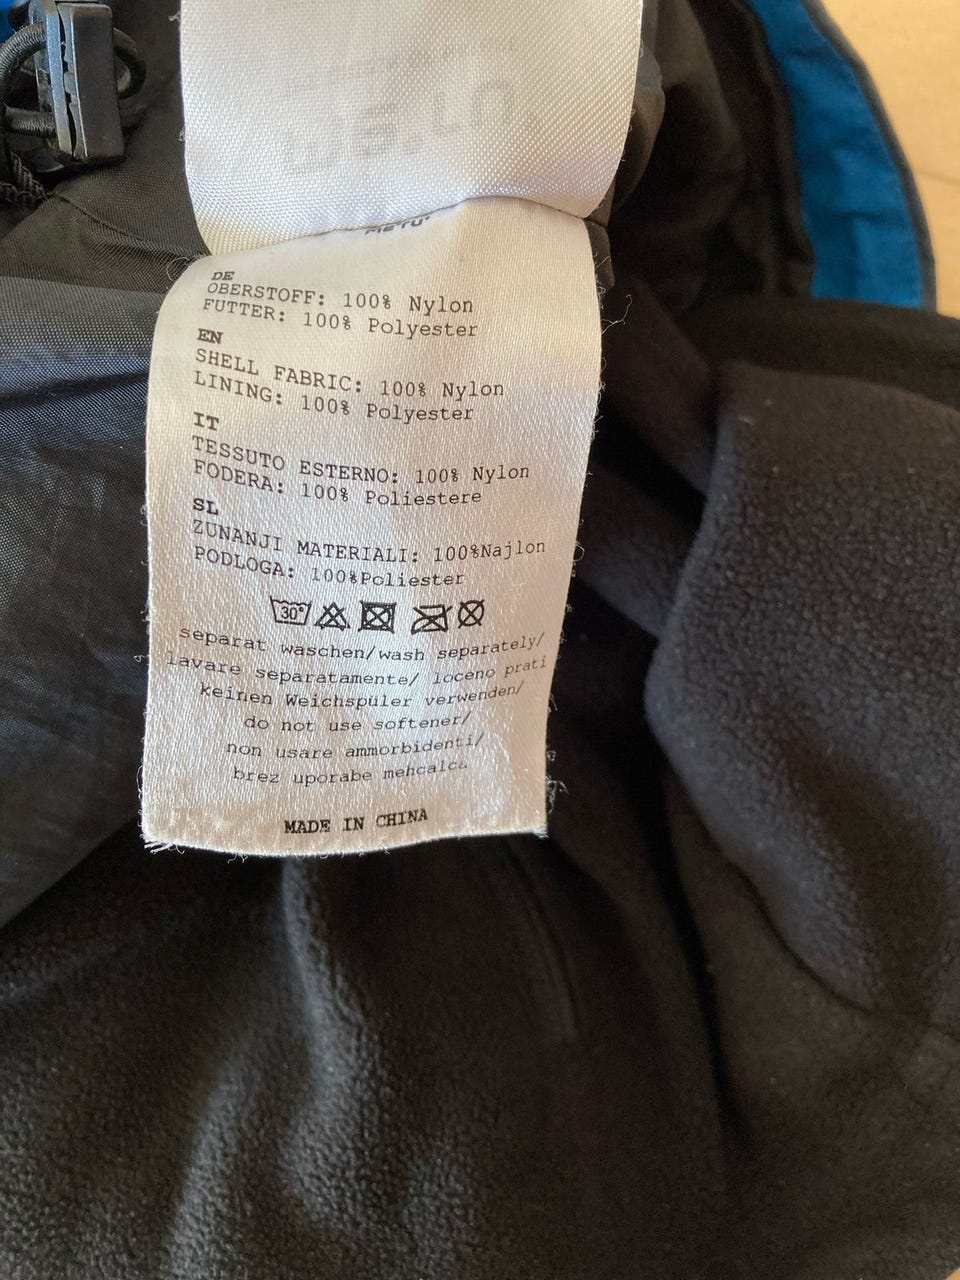 DE
OBERSTOFF: 100% Nylon
FUTTER: 100% Polyester
EN
SHELL FABRIC: 100% Nylon
LINING: 100% Polyester
IT
TESSUTO ESTERNO: 100% Nylon
FODERA: 100% Poliestere
SL
ZUNANJI MATERIALI: 100%Najlon
PODLOGA: 100%Poliester
30°
separat waschen/wash separately/
lavare separatamente/ loceno prati
keinen Weichspüler verwenden/
do not use softener/
non usare ammorbidenti/
brez uporabe mehcalca
MADE IN CHINA